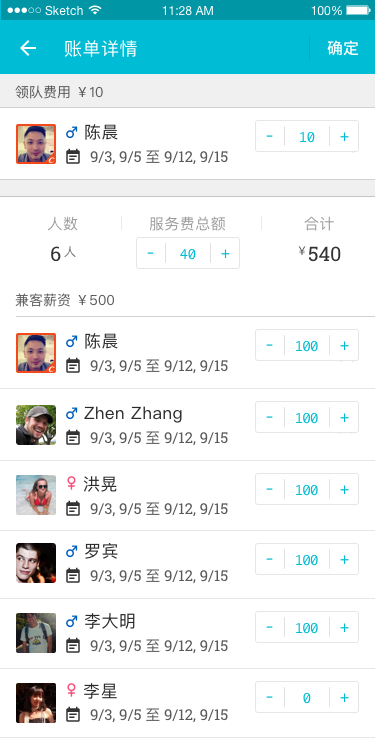 Sketch 11:28 AM 100%
账单详情 确定
领队费用 ¥10
陈晨
- 10 +
9/3, 9/5 至 9/12, 9/15
人数 服务费总额 合计
6人 - 40 + ¥540
兼客薪资 ¥500
陈晨
- 100 +
9/3, 9/5 至 9/12, 9/15
Zhen Zhang
- 100 +
9/3, 9/5 至 9/12, 9/15
洪晃
- 100 +
9/3, 9/5 至 9/12, 9/15
罗宾
- 100 +
9/3, 9/5 至 9/12, 9/15
李大明
- 100 +
9/3, 9/5 至 9/12, 9/15
李星
- 0 +
9/3, 9/5 至 9/12, 9/15